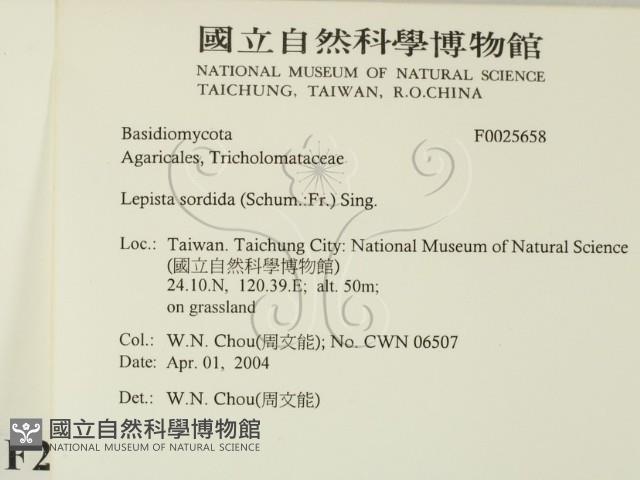 國立自然科學博物館
NATIONAL MUSEUM OF NATURAL SCIENCE
TAICHUNG, TAIWAN, R.O.CHINA
Basidiomycota F0025658
Agaricales, Tricholomataceae
Lepista sordida (Schum.:Fr.) Sing.
Loc.: Taiwan. Taichung City: National Museum of Natural Science
(國立自然科學博物館)
24.10.N, 120.39.E; alt. 50m;
on grassland
Col.: W.N. Chou(周文能); No. CWN 06507
Date: Apr. 01, 2004
Det.: W.N. Chou(周文能)
國立自然科學博物館
NATIONAL MUSEUM OF NATURAL SCIENCE
F2